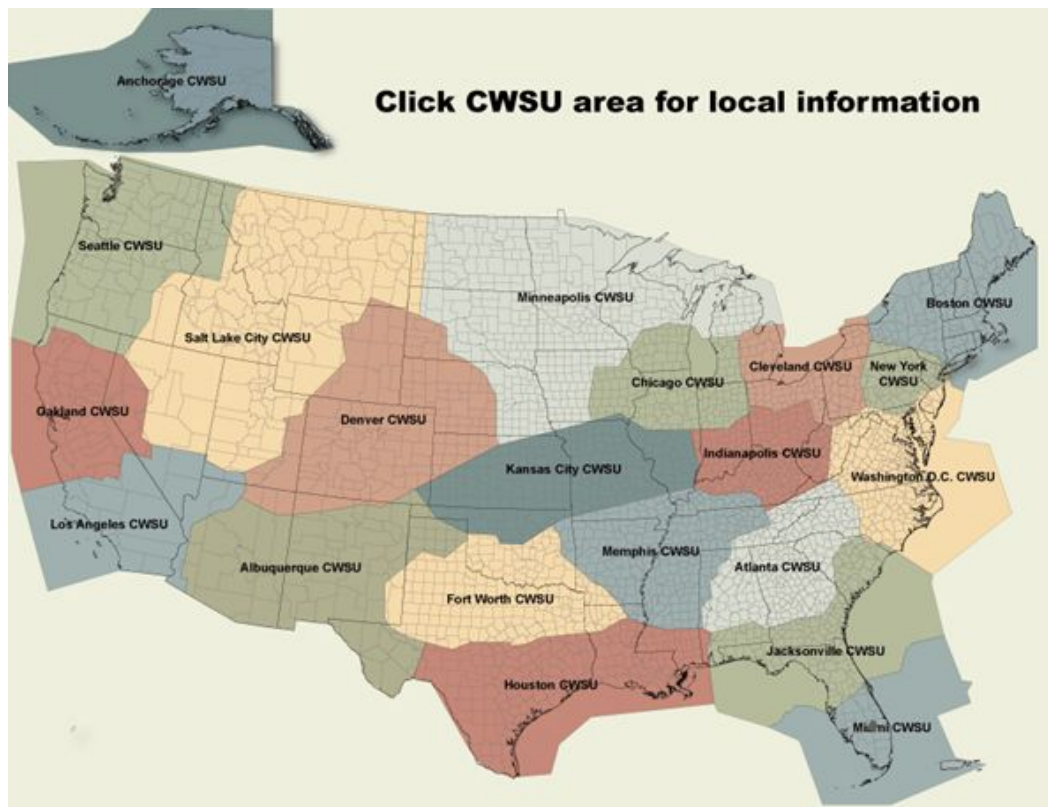 Anchorage CWSU
Click CWSU area for local information
Seattle CWSU
Minneapolis CWSU
Boston CWSU
Salt Lake City CWSU
Cleveland CWSU
New York
CWSU
Chicago CWSU
Oakland CWSU
Denver CWSU
Indianapolis CWSU
Kansas City CWSU
Washington D.C. CWSU
Los Angeles CWSU
Memphis CWSU
Albuquerque CWSU
Atlanta CWSU
Fort Worth CWSU
Jacksonville CWSU
Houston CWSU
Miami CWSU